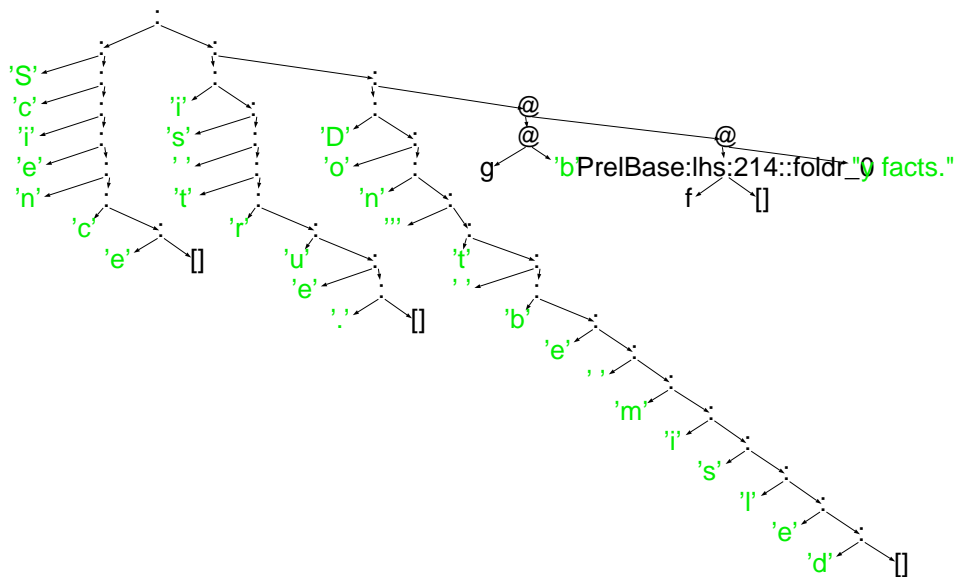 :
: :
'S' : : :
'c' : 'i' : : @
'i' : 's' : 'D' : @ @
'e' : ' ' : 'o' : g 'b' PrelBase:lhs:214::foldr_0 "y facts."
'n' : 't' : 'n' : f []
'c' : 'r' : ''' :
'e' [] 'u' : 't' :
'e' : ' ' :
'.' [] 'b' :
'e' :
' ' :
'm' :
'i' :
's' :
'l' :
'e' :
'd' []